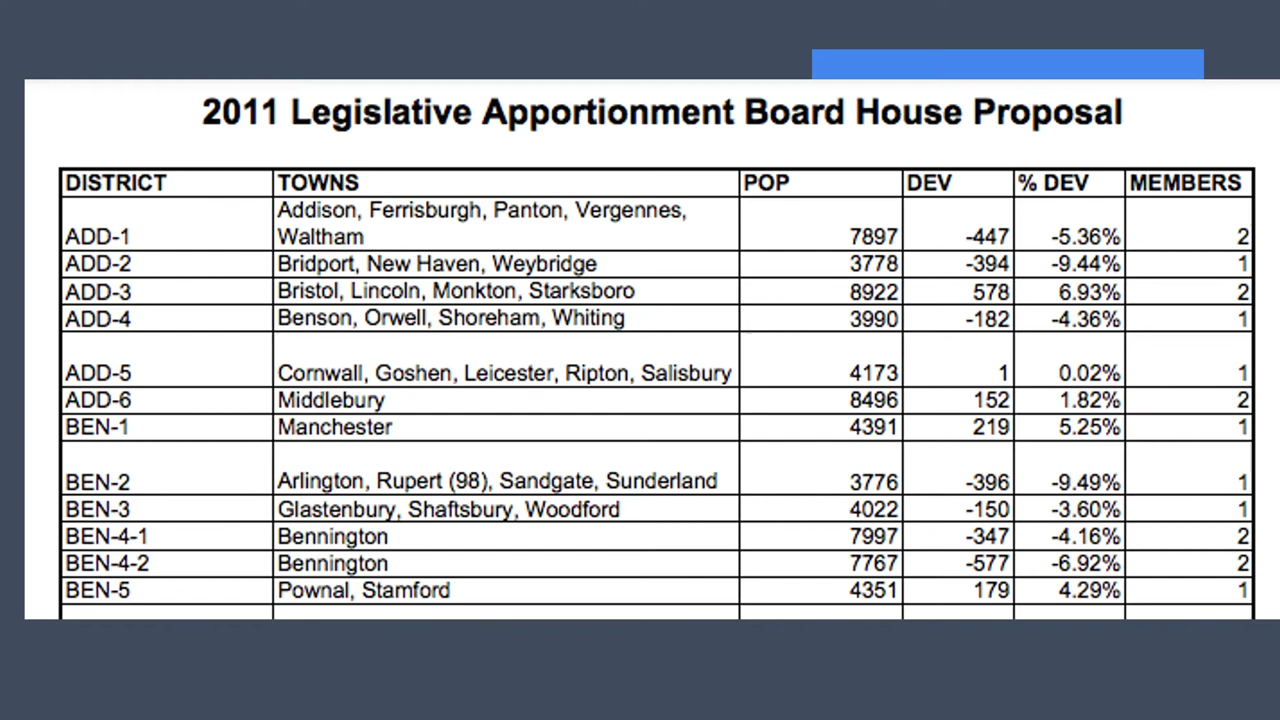 2011 Legislative Apportionment Board House Proposal
DISTRICT TOWNS POP DEV % DEV MEMBERS
Addison, Ferrisburgh, Panton, Vergennes,
ADD-1 Waltham 7897 -447 -5.36% 2
ADD-2 Bridport, New Haven, Weybridge 3778 -394 -9.44% 1
ADD-3 Bristol, Lincoln, Monkton, Starksboro 8922 578 6.93% 2
ADD-4 Benson, Orwell, Shoreham, Whiting 3990 -182 -4.36% 1
ADD-5 Cornwall, Goshen, Leicester, Ripton, Salisbury 4173 1 0.02% 1
ADD-6 Middlebury 8496 152 1.82% 2
BEN-1 Manchester 4391 219 5.25% 1
BEN-2 Arlington, Rupert (98), Sandgate, Sunderland 3776 -396 -9.49% 1
BEN-3 Glastenbury, Shaftsbury, Woodford 4022 -150 -3.60% 1
BEN-4-1 Bennington 7997 -347 -4.16% 2
BEN-4-2 Bennington 7767 -577 -6.92% 2
BEN-5 Pownal, Stamford 4351 179 4.29% 1